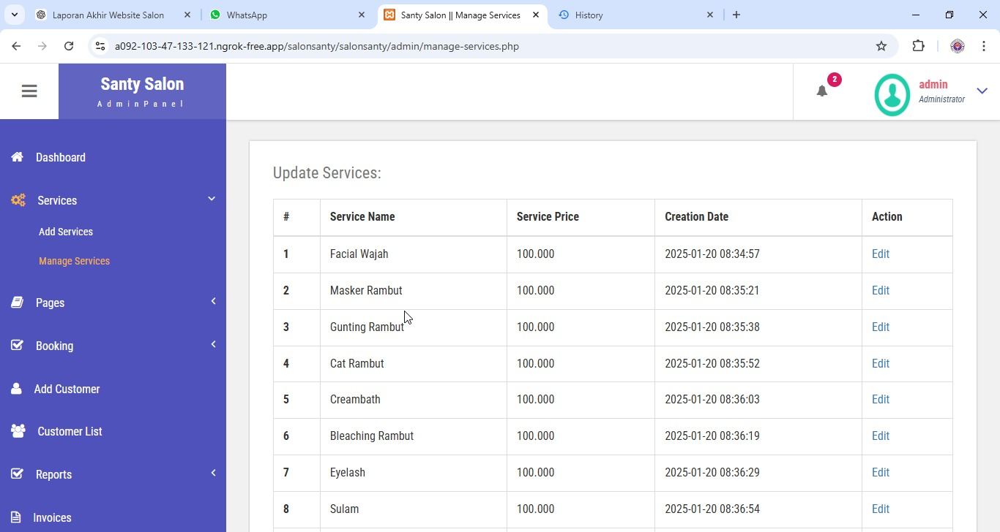 Laporan Akhir Website Salon
WhatsApp
Santy Salon || Manage Services
History
a092-103-47-133-121.ngrok-free.app/salonsanty/salonsanty/admin/manage-services.php
Santy Salon
AdminPanel
2
admin
Administrator
Dashboard
Services
Add Services
Manage Services
Pages
Booking
Add Customer
Customer List
Reports
Invoices
Update Services:
# Service Name Service Price Creation Date Action
1 Facial Wajah 100.000 2025-01-20 08:34:57 Edit
2 Masker Rambut 100.000 2025-01-20 08:35:21 Edit
3 Gunting Rambut 100.000 2025-01-20 08:35:38 Edit
4 Cat Rambut 100.000 2025-01-20 08:35:52 Edit
5 Creambath 100.000 2025-01-20 08:36:03 Edit
6 Bleaching Rambut 100.000 2025-01-20 08:36:19 Edit
7 Eyelash 100.000 2025-01-20 08:36:29 Edit
8 Sulam 100.000 2025-01-20 08:36:54 Edit